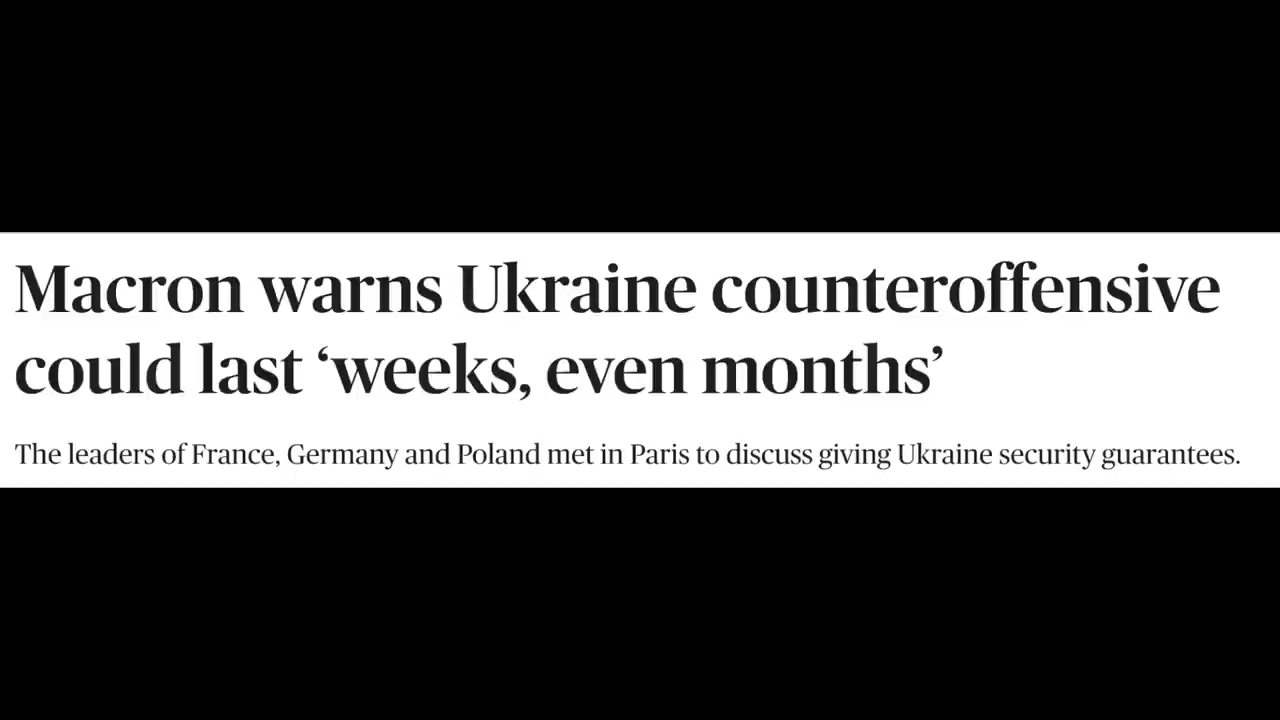 Macron warns Ukraine counteroffensive
could last ‘weeks, even months’
The leaders of France, Germany and Poland met in Paris to discuss giving Ukraine security guarantees.